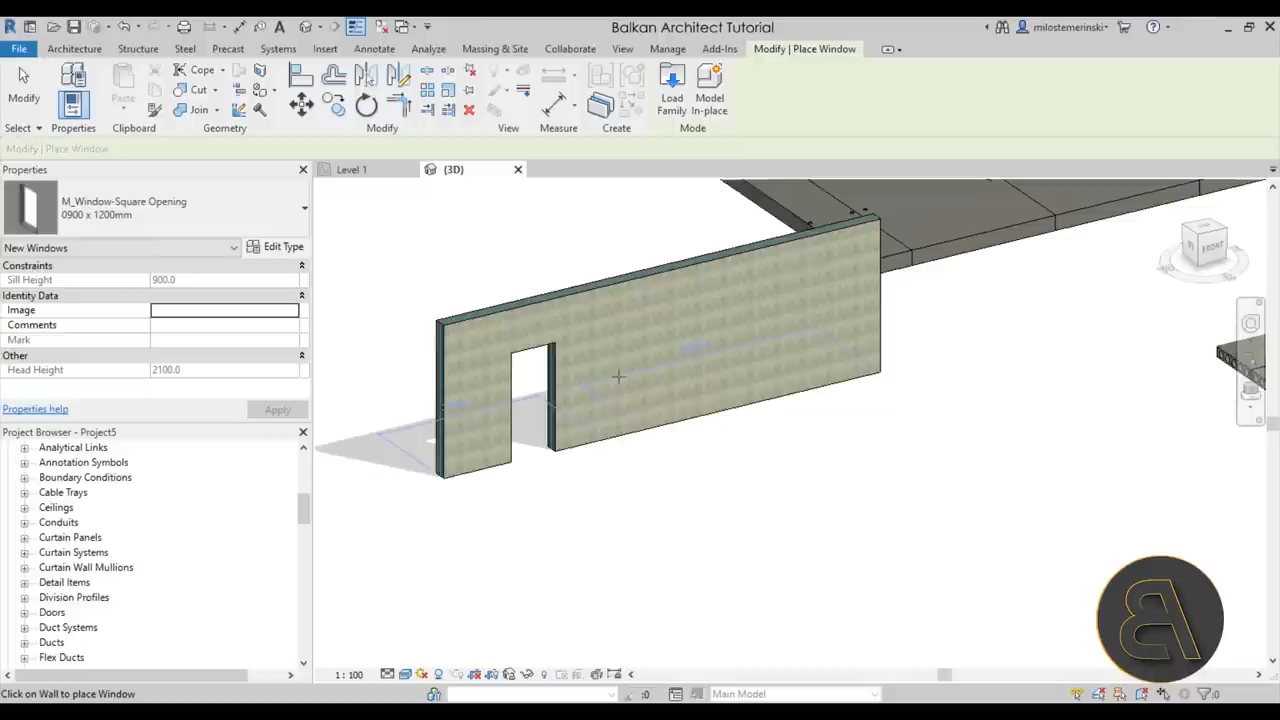 Balkan Architect Tutorial
milostemerinski
File
Architecture
Structure
Steel
Precast
Systems
Insert
Annotate
Analyze
Massing & Site
Collaborate
View
Manage
Add-Ins
Modify | Place Window
Modify
Select
Properties
Paste
Clipboard
Cope
Cut
Join
Geometry
Modify
View
Measure
Create
Load
Family
Model
In-place
Mode
Modify | Place Window
Properties
Level 1
{3D}
M_Window-Square Opening
0900 x 1200mm
New Windows
Edit Type
Constraints
Sill Height 900.0
Identity Data
Image
Comments
Mark
Other
Head Height 2100.0
Properties help
Apply
Project Browser - Project5
Analytical Links
Annotation Symbols
Boundary Conditions
Cable Trays
Ceilings
Conduits
Curtain Panels
Curtain Systems
Curtain Wall Mullions
Detail Items
Division Profiles
Doors
Duct Systems
Ducts
Flex Ducts
FRONT
1 : 100
Click on Wall to place Window
:0
Main Model
:0